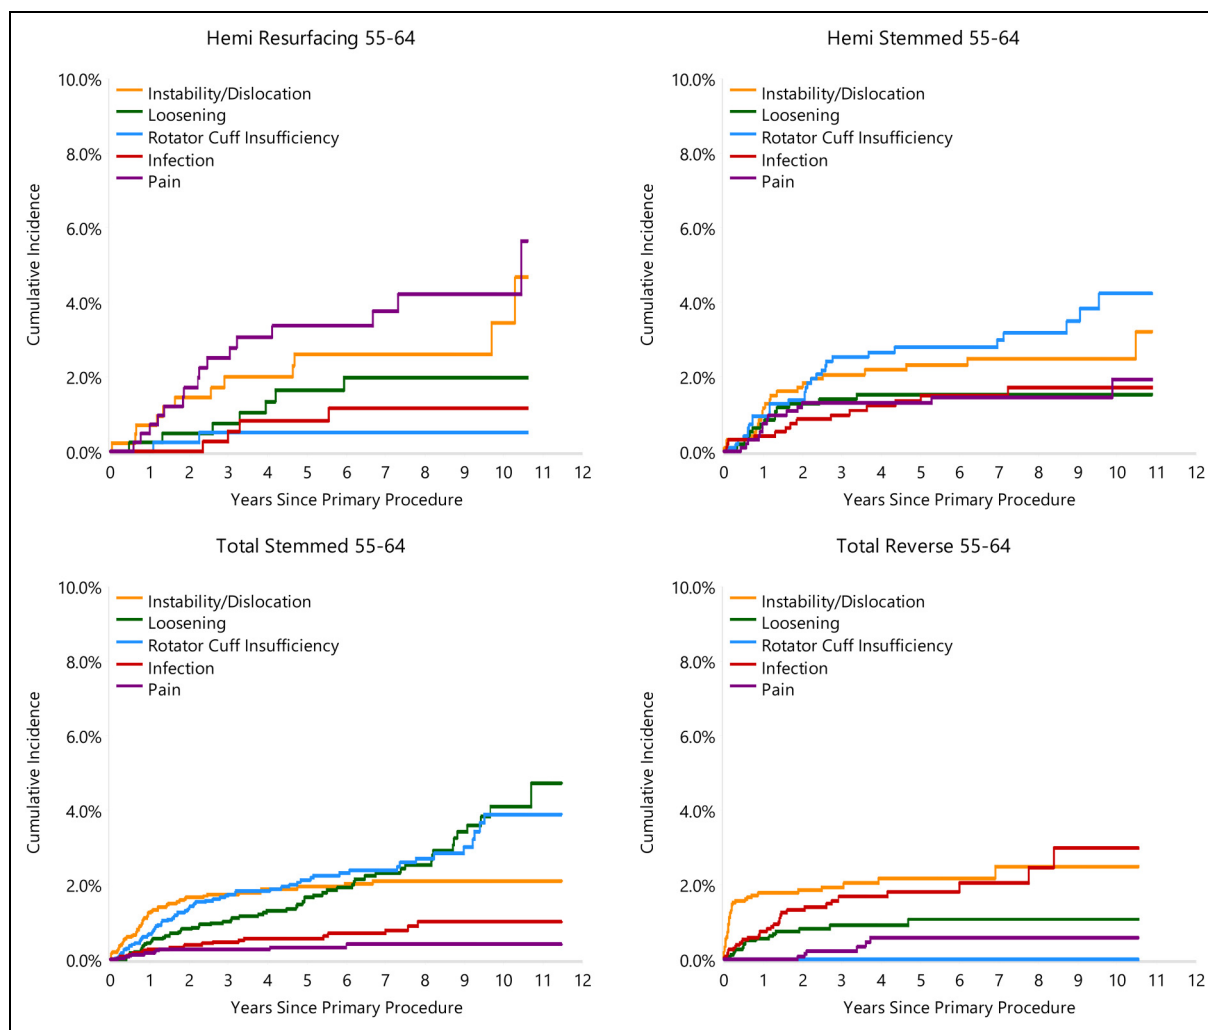 Hemi Resurfacing 55-64
10.0%
8.0%
6.0%
4.0%
2.0%
0.0%
Cumulative Incidence
Instability/Dislocation
Loosening
Rotator Cuff Insufficiency
Infection
Pain
0 1 2 3 4 5 6 7 8 9 10 11 12
Years Since Primary Procedure
Hemi Stemmed 55-64
10.0%
8.0%
6.0%
4.0%
2.0%
0.0%
Cumulative Incidence
Instability/Dislocation
Loosening
Rotator Cuff Insufficiency
Infection
Pain
0 1 2 3 4 5 6 7 8 9 10 11 12
Years Since Primary Procedure
Total Stemmed 55-64
10.0%
8.0%
6.0%
4.0%
2.0%
0.0%
Cumulative Incidence
Instability/Dislocation
Loosening
Rotator Cuff Insufficiency
Infection
Pain
0 1 2 3 4 5 6 7 8 9 10 11 12
Years Since Primary Procedure
Total Reverse 55-64
10.0%
8.0%
6.0%
4.0%
2.0%
0.0%
Cumulative Incidence
Instability/Dislocation
Loosening
Rotator Cuff Insufficiency
Infection
Pain
0 1 2 3 4 5 6 7 8 9 10 11 12
Years Since Primary Procedure